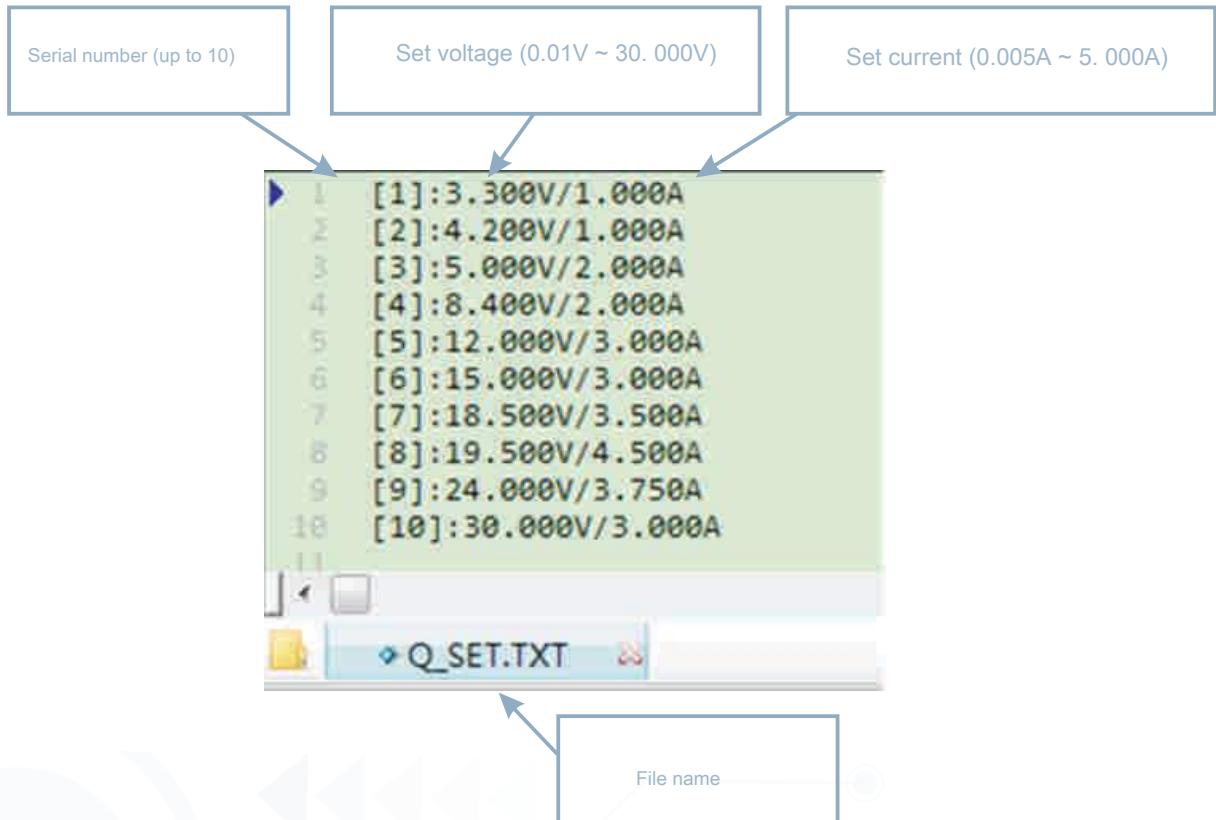 Serial number (up to 10)
Set voltage (0.01V ~ 30. 000V)
Set current (0.005A ~ 5. 000A)
1 [1]:3.300V/1.000A
2 [2]:4.200V/1.000A
3 [3]:5.000V/2.000A
4 [4]:8.400V/2.000A
5 [5]:12.000V/3.000A
6 [6]:15.000V/3.000A
7 [7]:18.500V/3.500A
8 [8]:19.500V/4.500A
9 [9]:24.000V/3.750A
10 [10]:30.000V/3.000A
11
Q_SET.TXT
File name